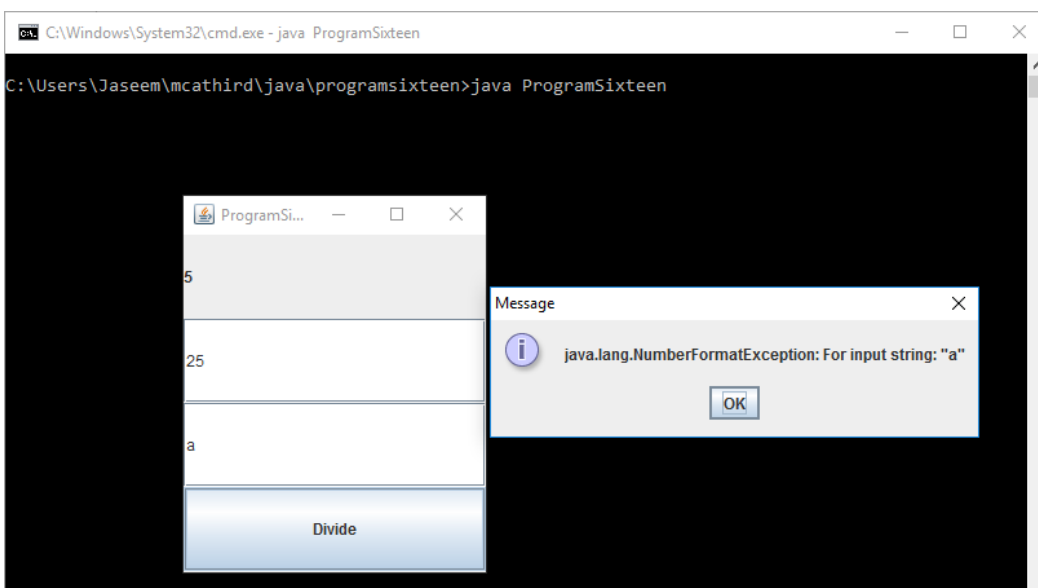 C:\Windows\System32\cmd.exe - java ProgramSixteen
C:\Users\Jaseem\mcathird\java\programsixteen>java ProgramSixteen
ProgramSi...
5
25
a
Divide
Message
i
java.lang.NumberFormatException: For input string: "a"
OK